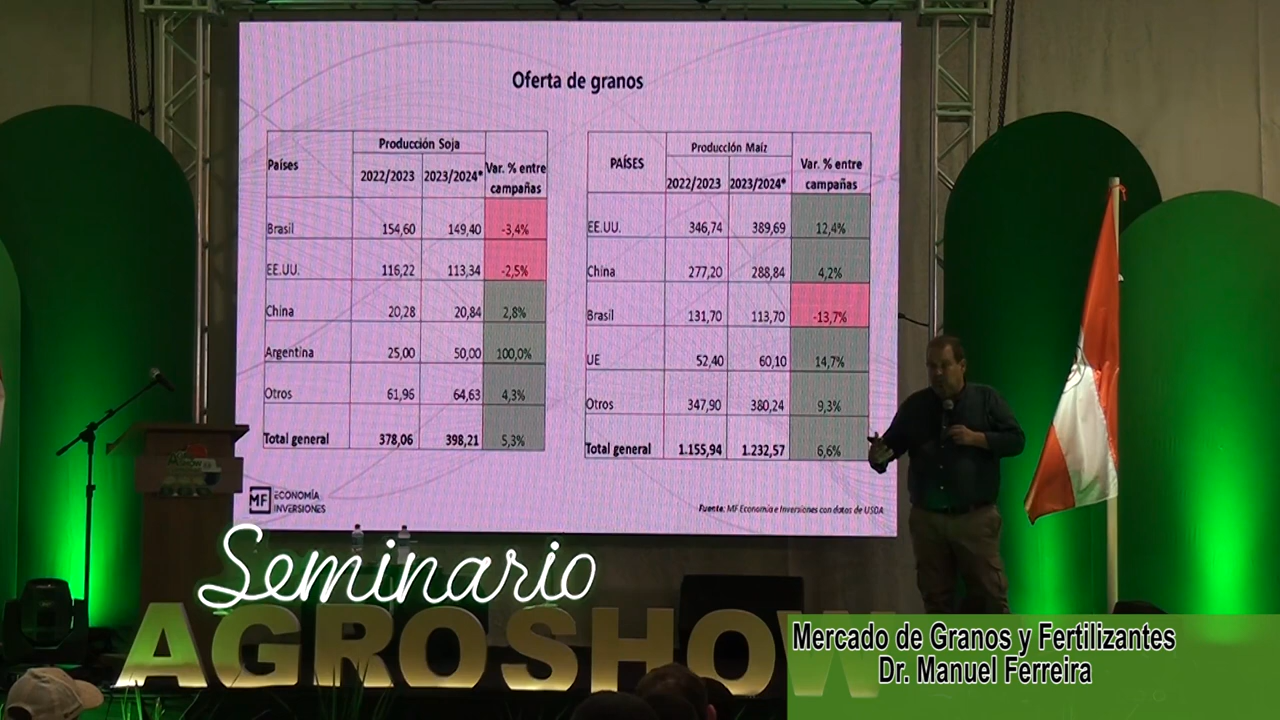 Oferta de granos
Países Producción Soja Var. % entre campañas
2022/2023 2023/2024*
Brasil 154,60 149,40 -3,4%
EE.UU. 116,22 113,34 -2,5%
China 20,28 20,84 2,8%
Argentina 25,00 50,00 100,0%
Otros 61,96 64,63 4,3%
Total general 378,06 398,21 5,3%
PAÍSES Producción Maíz Var. % entre campañas
2022/2023 2023/2024*
EE.UU. 346,74 389,69 12,4%
China 277,20 288,84 4,2%
Brasil 131,70 113,70 -13,7%
UE 52,40 60,10 14,7%
Otros 347,90 380,24 9,3%
Total general 1.155,94 1.232,57 6,6%
MF ECONOMÍA
INVERSIONES
Fuente: MF Economía e Inversiones con datos de USDA
Seminario
AGROSHOW
Mercado de Granos y Fertilizantes
Dr. Manuel Ferreira